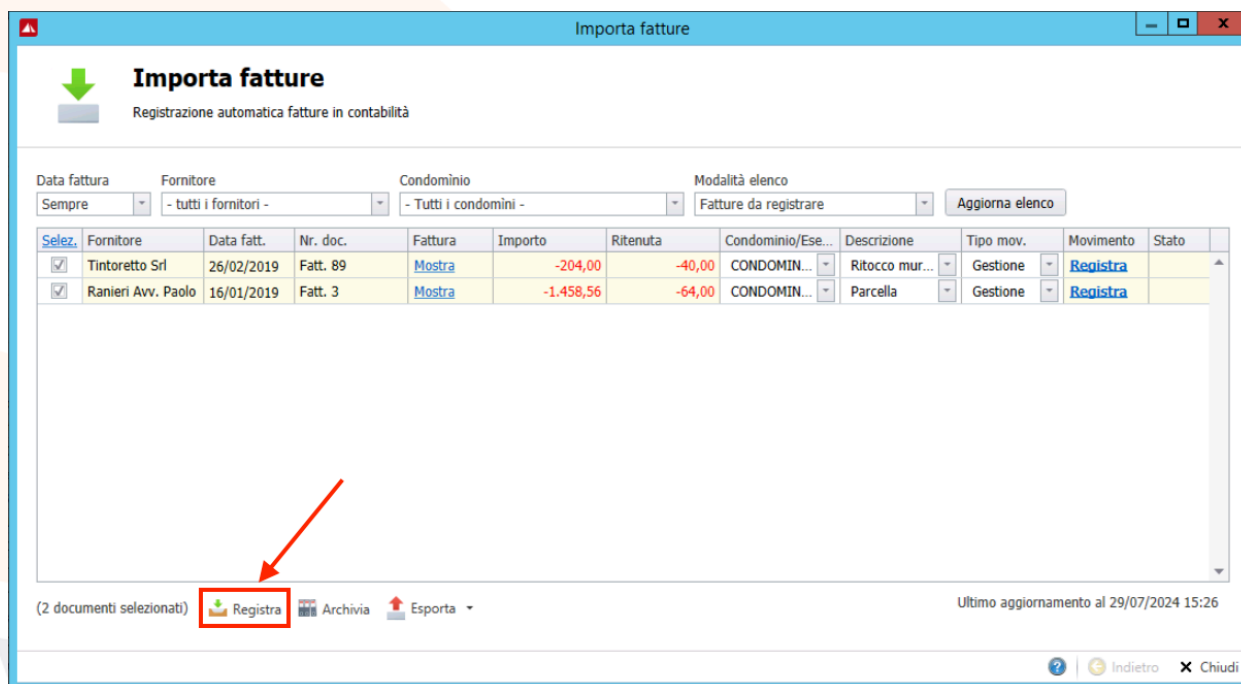 Importa fatture
Importa fatture
Registrazione automatica fatture in contabilità
Data fattura Fornitore Condomìnio Modalità elenco
Sempre - tutti i fornitori - - Tutti i condomìni - Fatture da registrare Aggiorna elenco
Selez. Fornitore Data fatt. Nr. doc. Fattura Importo Ritenuta Condominio/Ese... Descrizione Tipo mov. Movimento Stato
Tintoretto Srl 26/02/2019 Fatt. 89 Mostra -204,00 -40,00 CONDOMIN... Ritocco mur... Gestione Registra
Ranieri Avv. Paolo 16/01/2019 Fatt. 3 Mostra -1.458,56 -64,00 CONDOMIN... Parcella Gestione Registra
(2 documenti selezionati) Registra Archivia Esporta Ultimo aggiornamento al 29/07/2024 15:26
? Indietro X Chiudi